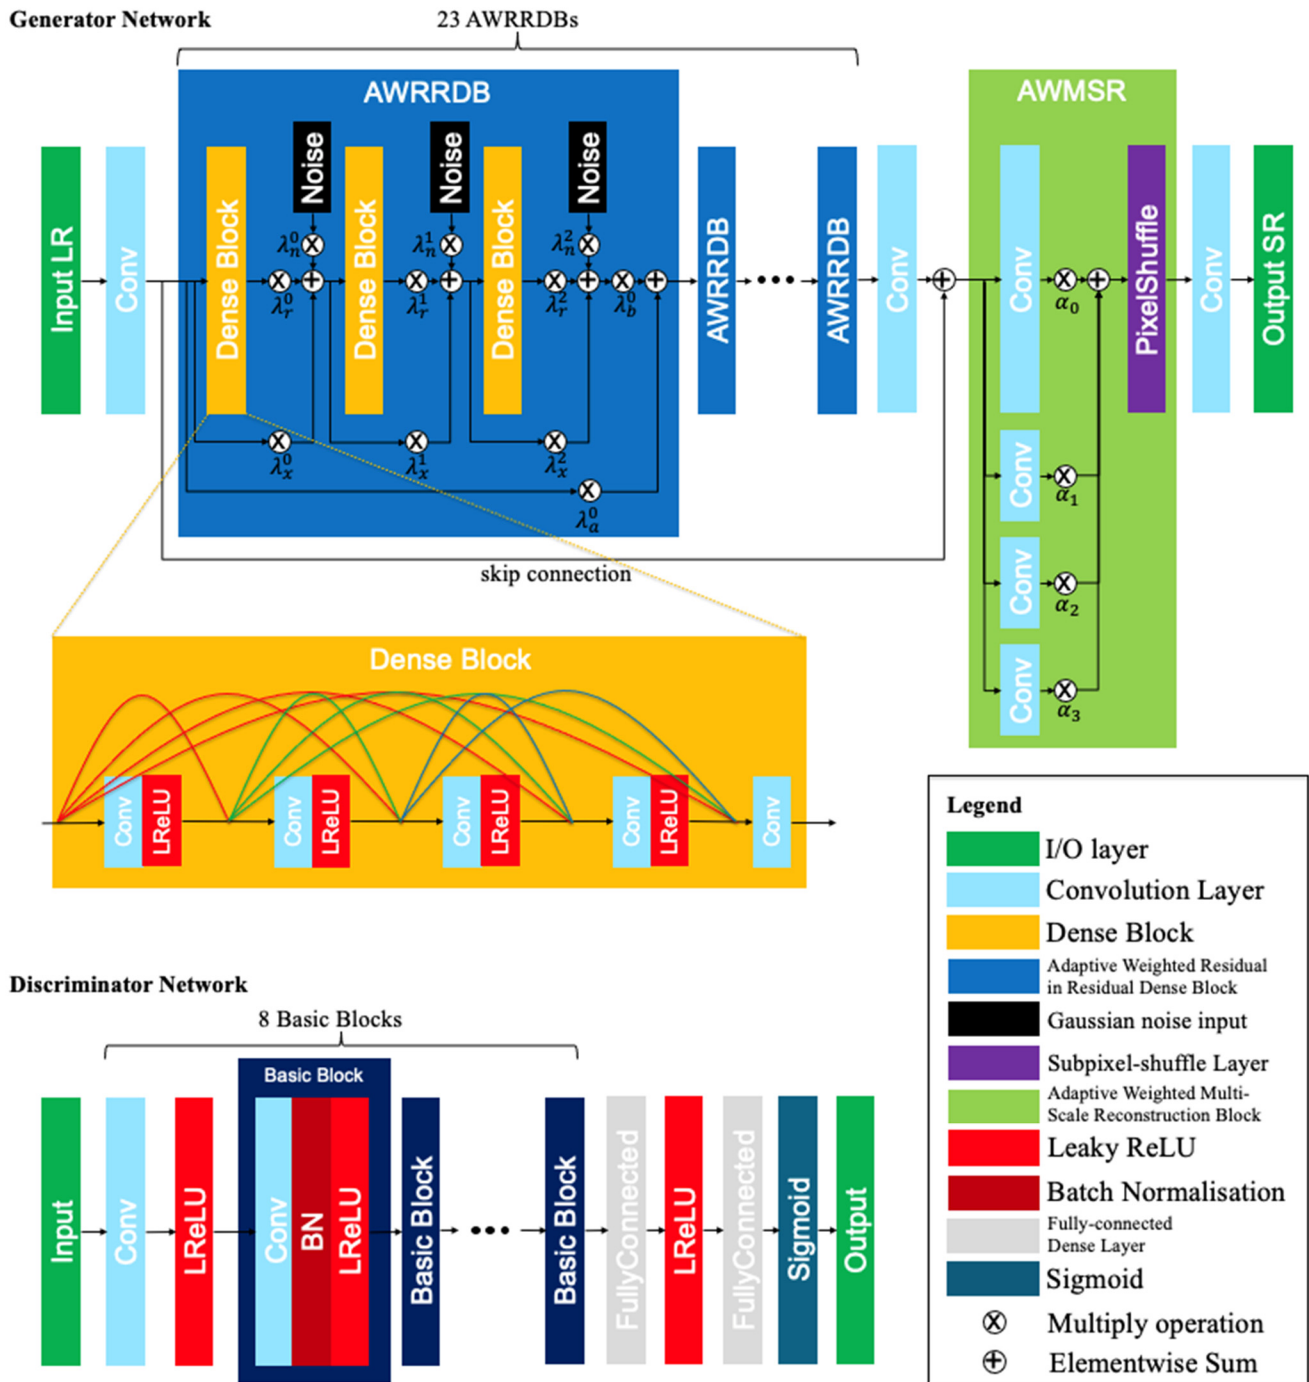 Generator Network
23 AWRRDBs
AWRRDB
AWMSR
Input LR
Conv
Dense Block
Noise
Dense Block
Noise
Dense Block
Noise
AWRRDB
AWRRDB
Conv
Conv
PixelShuffle
Conv
Output SR
λ_n^0
λ_n^1
λ_n^2
λ_r^0
λ_r^1
λ_r^2
λ_b^0
λ_x^0
λ_x^1
λ_x^2
λ_a^0
α_0
Conv
α_1
Conv
α_2
Conv
α_3
skip connection
Dense Block
Conv
LReLU
Conv
LReLU
Conv
LReLU
Conv
LReLU
Conv
Discriminator Network
8 Basic Blocks
Basic Block
Input
Conv
LReLU
Conv
BN
LReLU
Basic Block
Basic Block
FullyConnected
LReLU
FullyConnected
Sigmoid
Output
Legend
I/O layer
Convolution Layer
Dense Block
Adaptive Weighted Residual
in Residual Dense Block
Gaussian noise input
Subpixel-shuffle Layer
Adaptive Weighted Multi-
Scale Reconstruction Block
Leaky ReLU
Batch Normalisation
Fully-connected
Dense Layer
Sigmoid
Multiply operation
Elementwise Sum